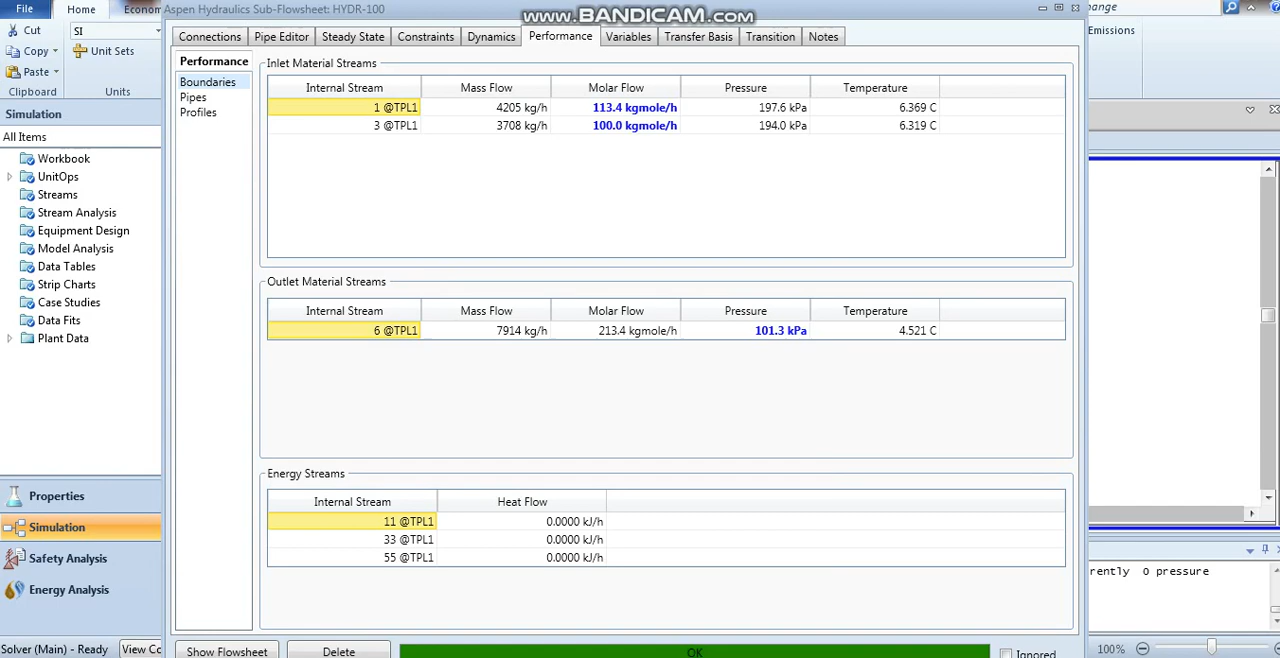 Aspen Hydraulics Sub-Flowsheet: HYDR-100
www.BANDICAM.com
File
Home
Econom
hange
Cut
Copy
Paste
Clipboard
SI
Unit Sets
Units
Emissions
Connections Pipe Editor Steady State Constraints Dynamics Performance Variables Transfer Basis Transition Notes
Simulation
All Items
Workbook
UnitOps
Streams
Stream Analysis
Equipment Design
Model Analysis
Data Tables
Strip Charts
Case Studies
Data Fits
Plant Data
Properties
Simulation
Safety Analysis
Energy Analysis
Solver (Main) - Ready
View Co
Performance
Boundaries
Pipes
Profiles
Inlet Material Streams
Internal Stream Mass Flow Molar Flow Pressure Temperature
1 @TPL1 4205 kg/h 113.4 kgmole/h 197.6 kPa 6.369 C
3 @TPL1 3708 kg/h 100.0 kgmole/h 194.0 kPa 6.319 C
Outlet Material Streams
Internal Stream Mass Flow Molar Flow Pressure Temperature
6 @TPL1 7914 kg/h 213.4 kgmole/h 101.3 kPa 4.521 C
Energy Streams
Internal Stream Heat Flow
11 @TPL1 0.0000 kJ/h
33 @TPL1 0.0000 kJ/h
55 @TPL1 0.0000 kJ/h
Show Flowsheet Delete OK Ignored
rently 0 pressure
100%